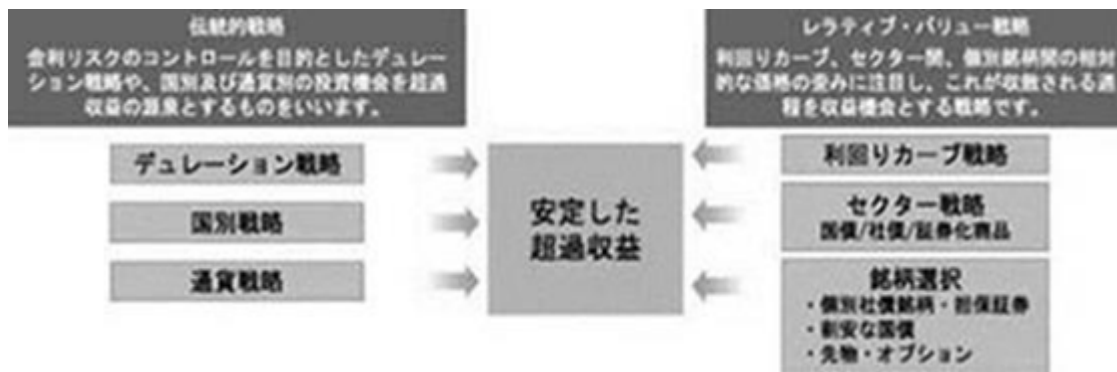 伝統的戦略
金利リスクのコントロールを目的としたデュレー
ション戦略や、国別及び通貨別の投資機会を超過
収益の源泉とするものをいいます。
デュレーション戦略
国別戦略
通貨戦略
安定した
超過収益
レラティブ・バリュー戦略
利回りカーブ、セクター間、個別銘柄間の相対
的な価格の歪みに注目し、これが収斂される過
程を収益機会とする戦略です。
利回りカーブ戦略
セクター戦略
国債/社債/証券化商品
銘柄選択
・個別社債銘柄・担保証券
・割安な国債
・先物・オプション